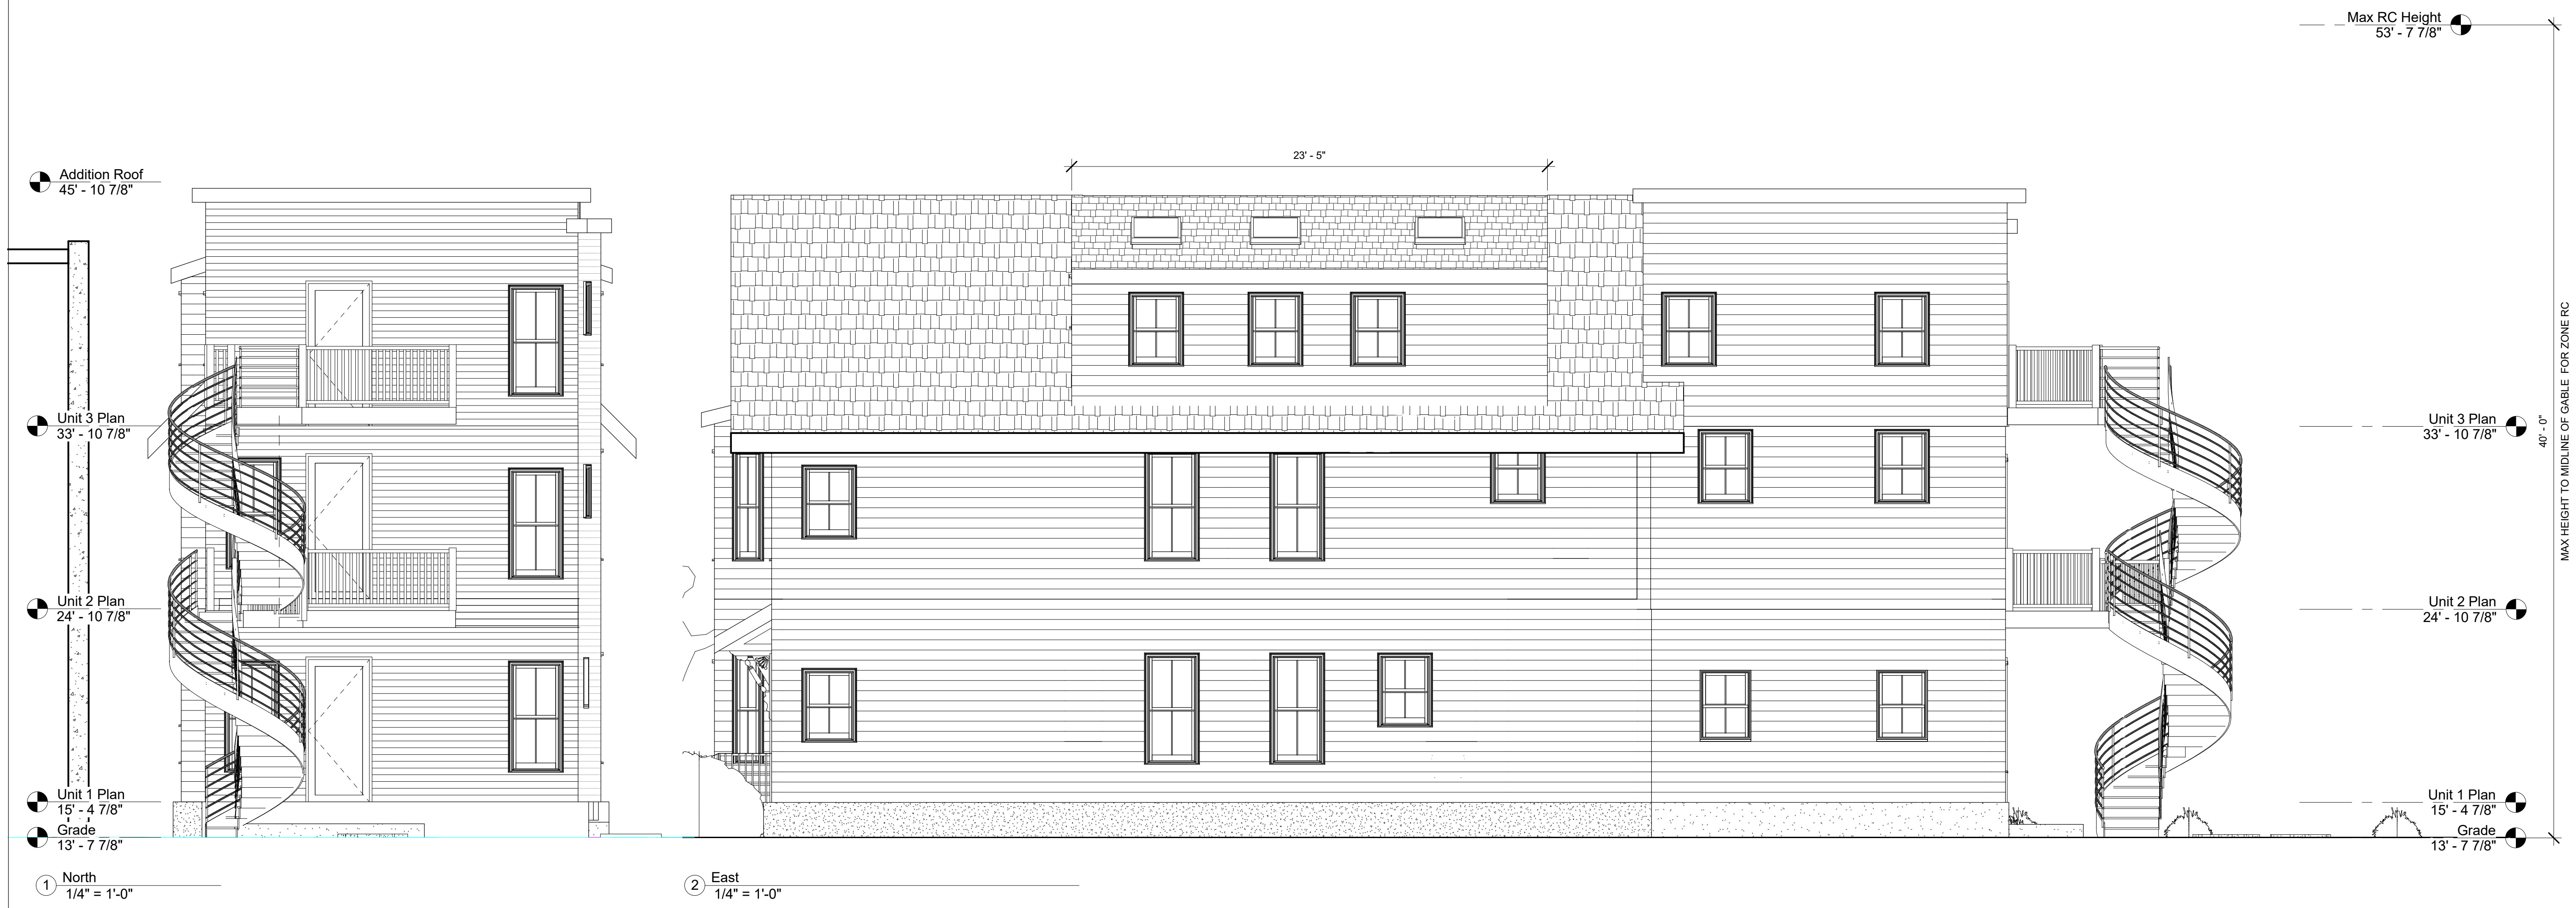 Max RC Height
53' - 7 7/8"
23' - 5"
Addition Roof
45' - 10 7/8"
Unit 3 Plan
33' - 10 7/8"
Unit 2 Plan
24' - 10 7/8"
Unit 1 Plan
15' - 4 7/8"
Grade
13' - 7 7/8"
Unit 3 Plan
33' - 10 7/8"
Unit 2 Plan
24' - 10 7/8"
Unit 1 Plan
15' - 4 7/8"
Grade
13' - 7 7/8"
40' - 0"
MAX HEIGHT TO MIDLINE OF GABLE FOR ZONE RC
1 North
1/4" = 1'-0"
2 East
1/4" = 1'-0"